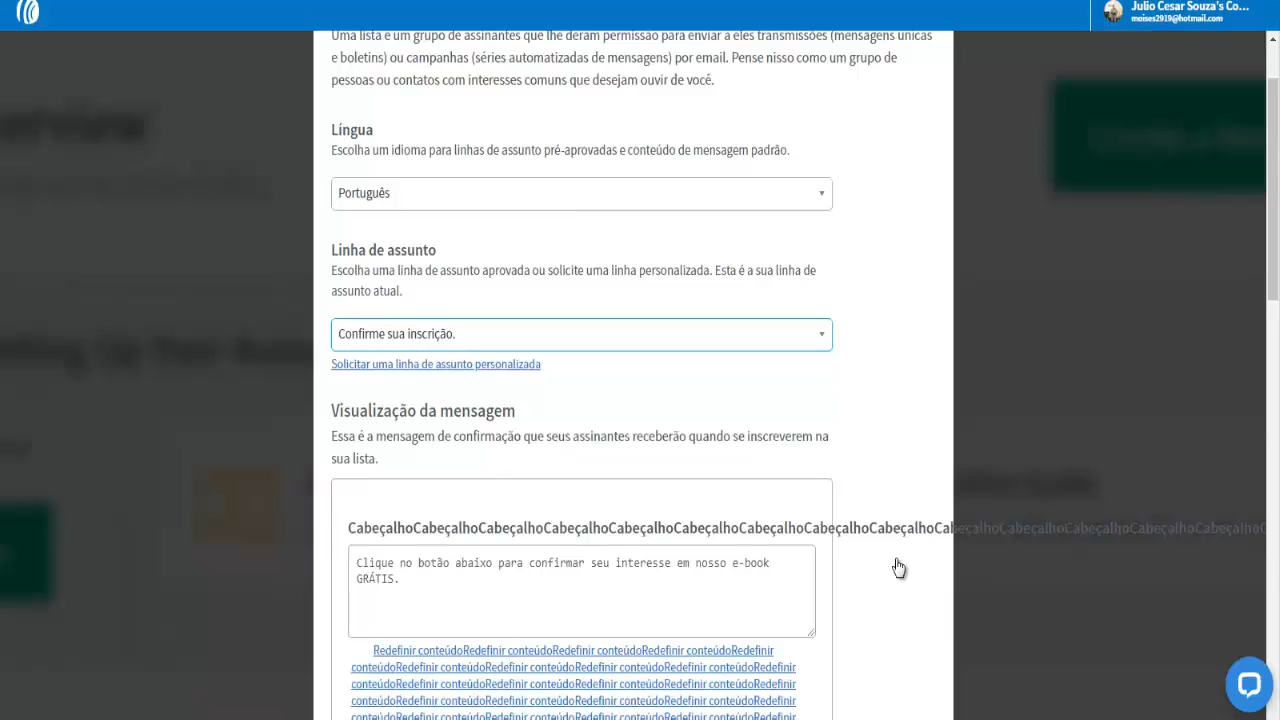 Julio Cesar Souza's Co...
moises2919@hotmail.com
Uma lista é um grupo de assinantes que lhe deram permissão para enviar a eles transmissões (mensagens únicas
e boletins) ou campanhas (séries automatizadas de mensagens) por email. Pense nisso como um grupo de
pessoas ou contatos com interesses comuns que desejam ouvir de você.
Língua
Escolha um idioma para linhas de assunto pré-aprovadas e conteúdo de mensagem padrão.
Português
Linha de assunto
Escolha uma linha de assunto aprovada ou solicite uma linha personalizada. Esta é a sua linha de
assunto atual.
Confirme sua inscrição.
Solicitar uma linha de assunto personalizada
Visualização da mensagem
Essa é a mensagem de confirmação que seus assinantes receberão quando se inscreverem na
sua lista.
CabeçalhoCabeçalhoCabeçalhoCabeçalhoCabeçalhoCabeçalhoCabeçalhoCabeçalhoCabeçalhoCabeçalhoCabeçalhoCabeçalhoCabeçalhoCabeçalho
Clique no botão abaixo para confirmar seu interesse em nosso e-book
GRÁTIS.
Redefinir conteúdoRedefinir conteúdoRedefinir conteúdoRedefinir
conteúdoRedefinir conteúdoRedefinir conteúdoRedefinir conteúdoRedefinir
conteúdoRedefinir conteúdoRedefinir conteúdoRedefinir conteúdoRedefinir
conteúdoRedefinir conteúdoRedefinir conteúdoRedefinir conteúdoRedefinir
conteúdoRedefinir conteúdoRedefinir conteúdoRedefinir conteúdoRedefinir